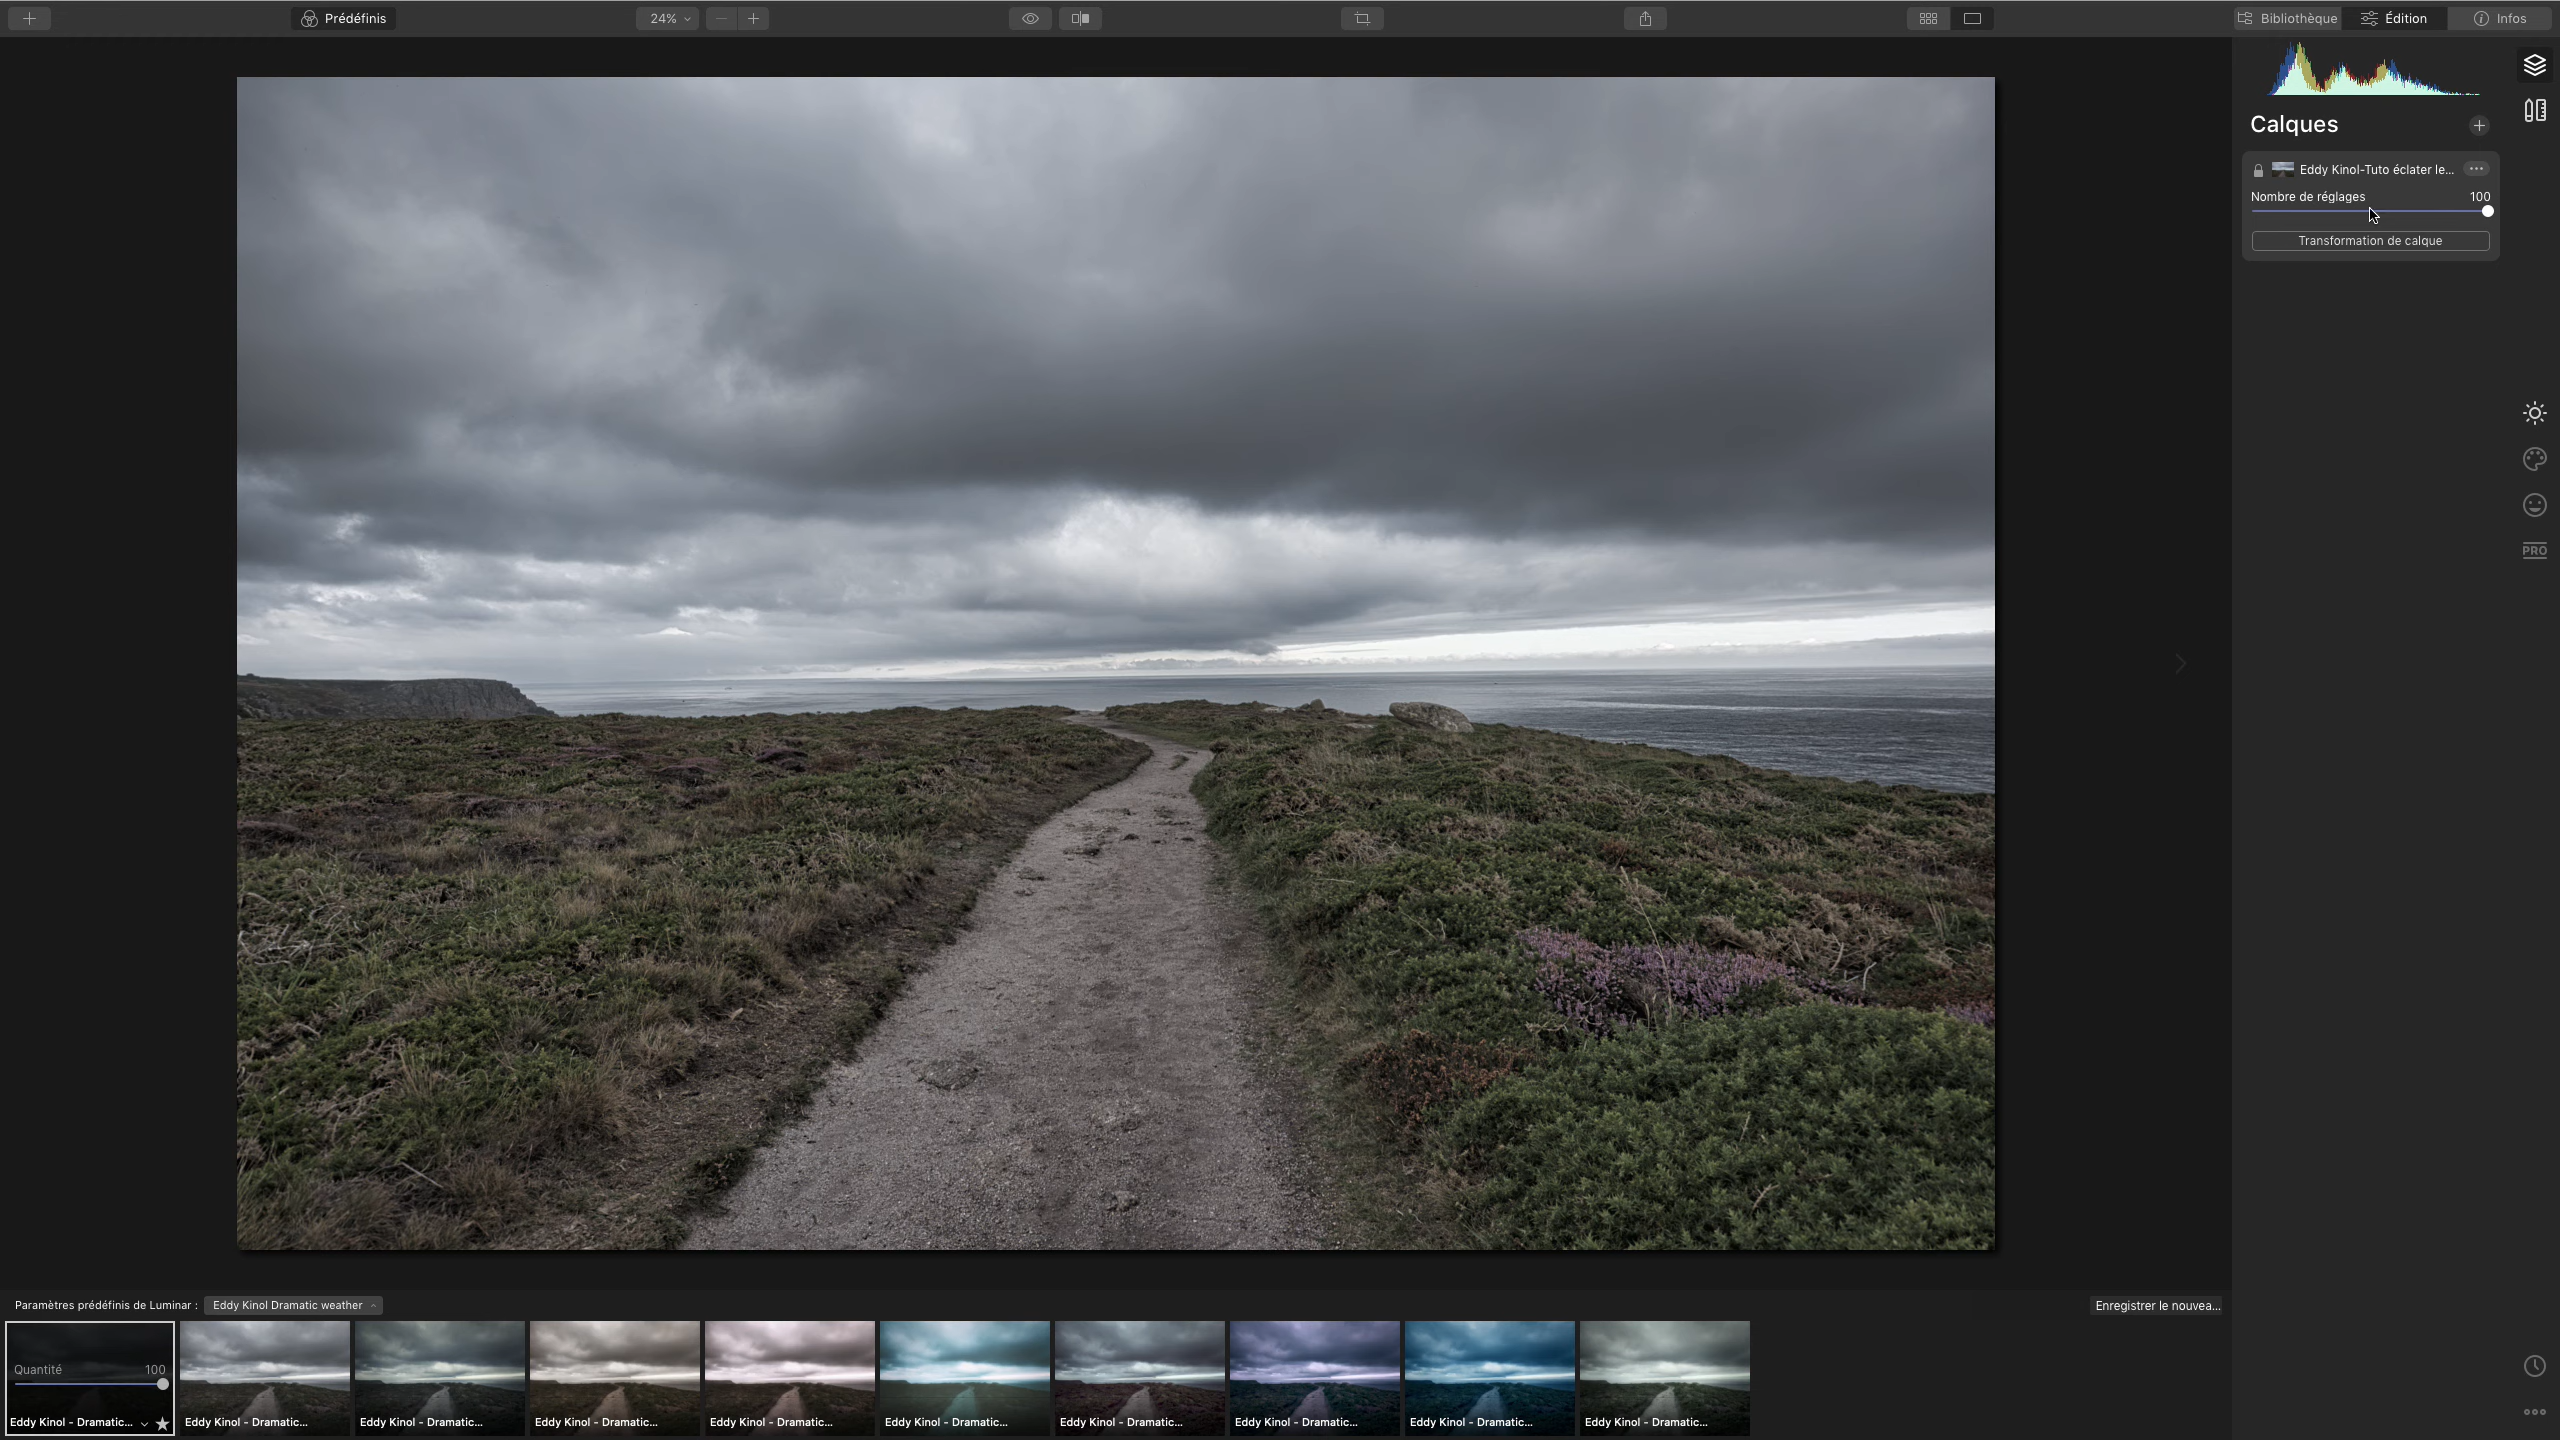 Prédéfinis
24%
Bibliothèque
Édition
Infos
Calques
Eddy Kinol-Tuto éclater le...
Nombre de réglages 100
Transformation de calque
PRO
Paramètres prédéfinis de Luminar : Eddy Kinol Dramatic weather
Enregistrer le nouvea...
Quantité 100
Eddy Kinol - Dramatic...
Eddy Kinol - Dramatic...
Eddy Kinol - Dramatic...
Eddy Kinol - Dramatic...
Eddy Kinol - Dramatic...
Eddy Kinol - Dramatic...
Eddy Kinol - Dramatic...
Eddy Kinol - Dramatic...
Eddy Kinol - Dramatic...
Eddy Kinol - Dramatic...